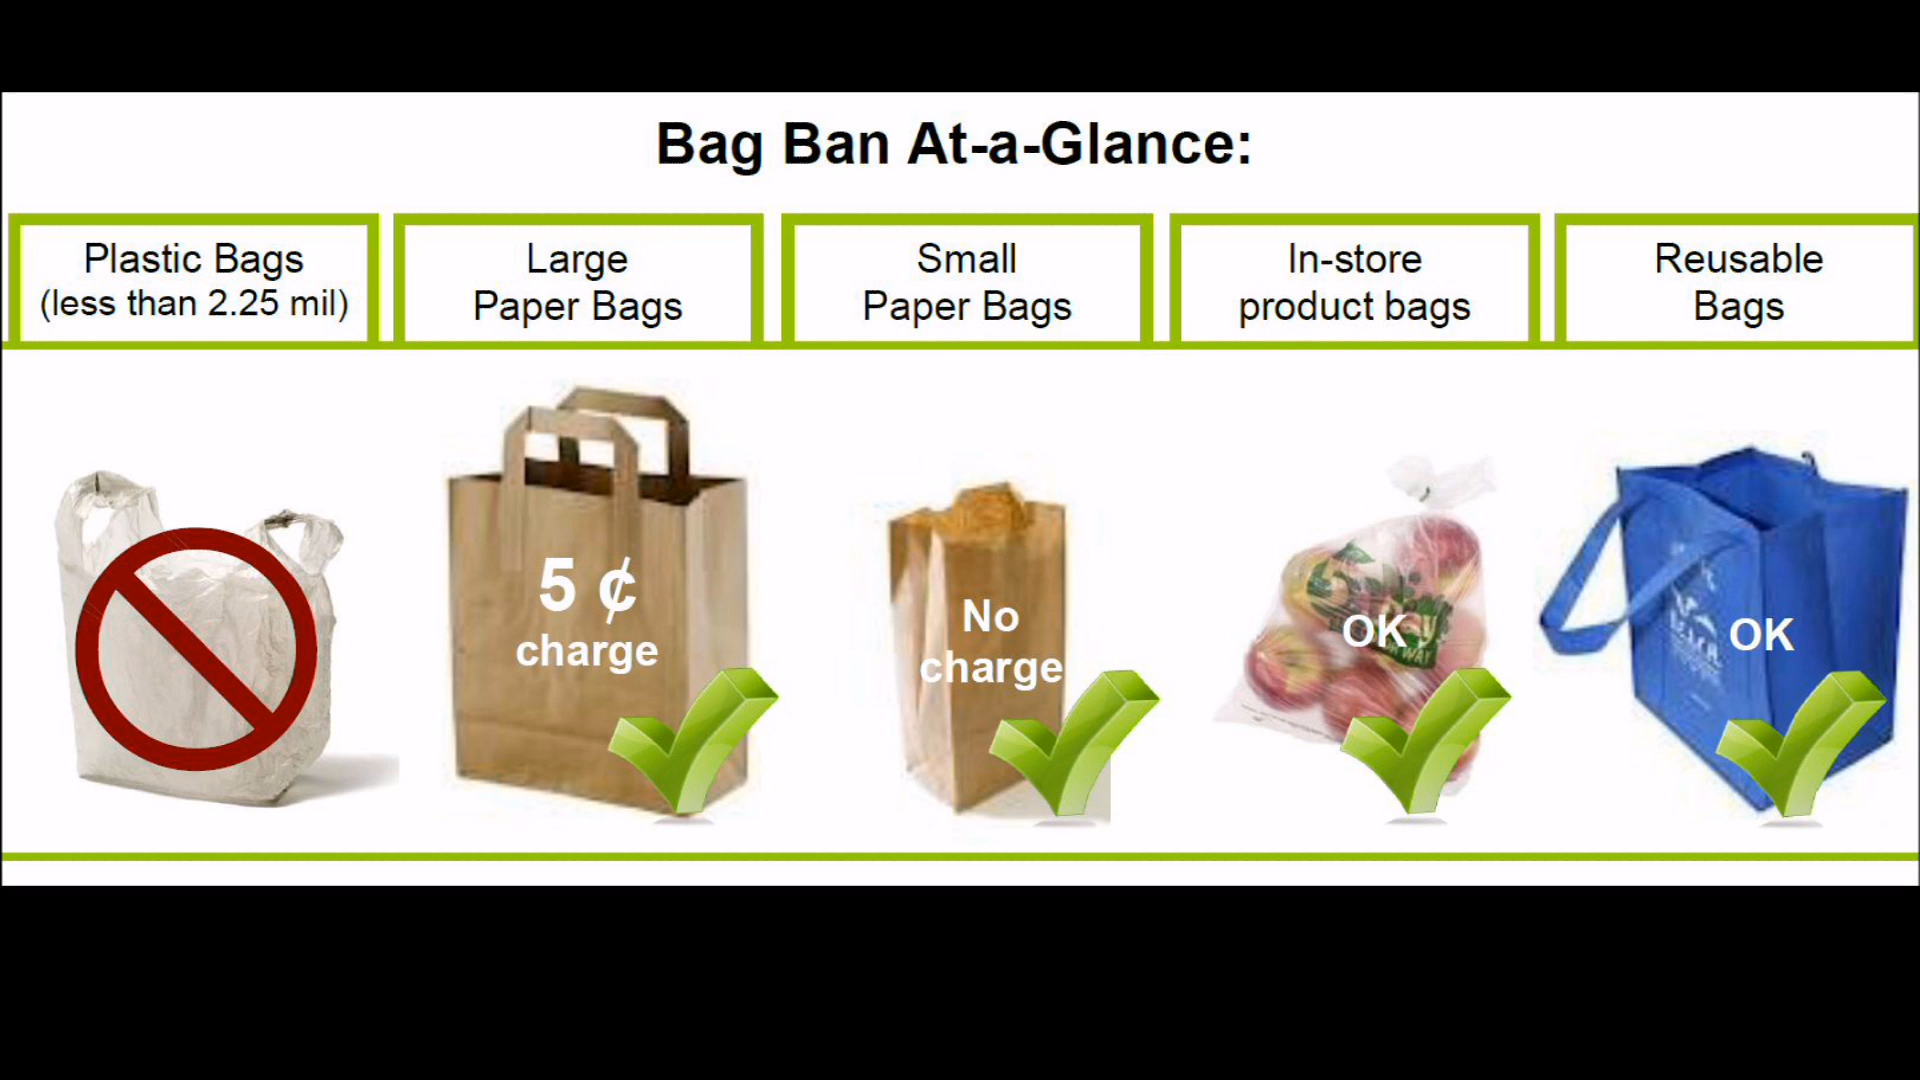 Bag Ban At-a-Glance:
Plastic Bags
(less than 2.25 mil)
Large
Paper Bags
Small
Paper Bags
In-store
product bags
Reusable
Bags
5 ¢
charge
No
charge
OK
OK